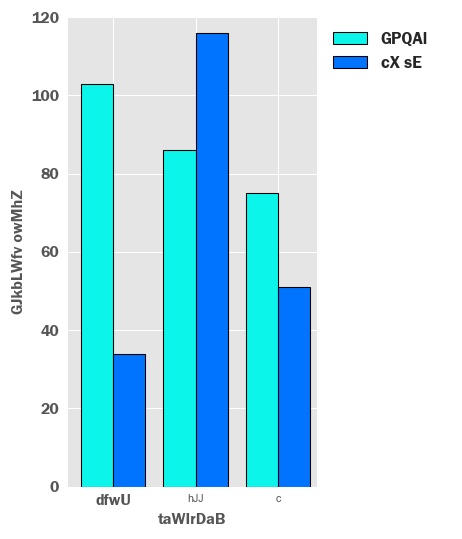 120
100
80
60
40
20
0
GJkbLWfv owMhZ
dfwU
hJJ
c
taWIrDaB
GPQAI
cX sE